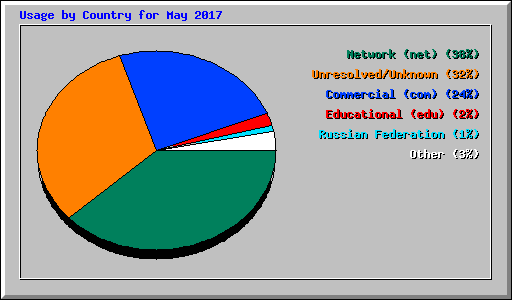 Usage by Country for May 2017
Network (net) (38%)
Unresolved/Unknown (32%)
Commercial (com) (24%)
Educational (edu) (2%)
Russian Federation (1%)
Other (3%)